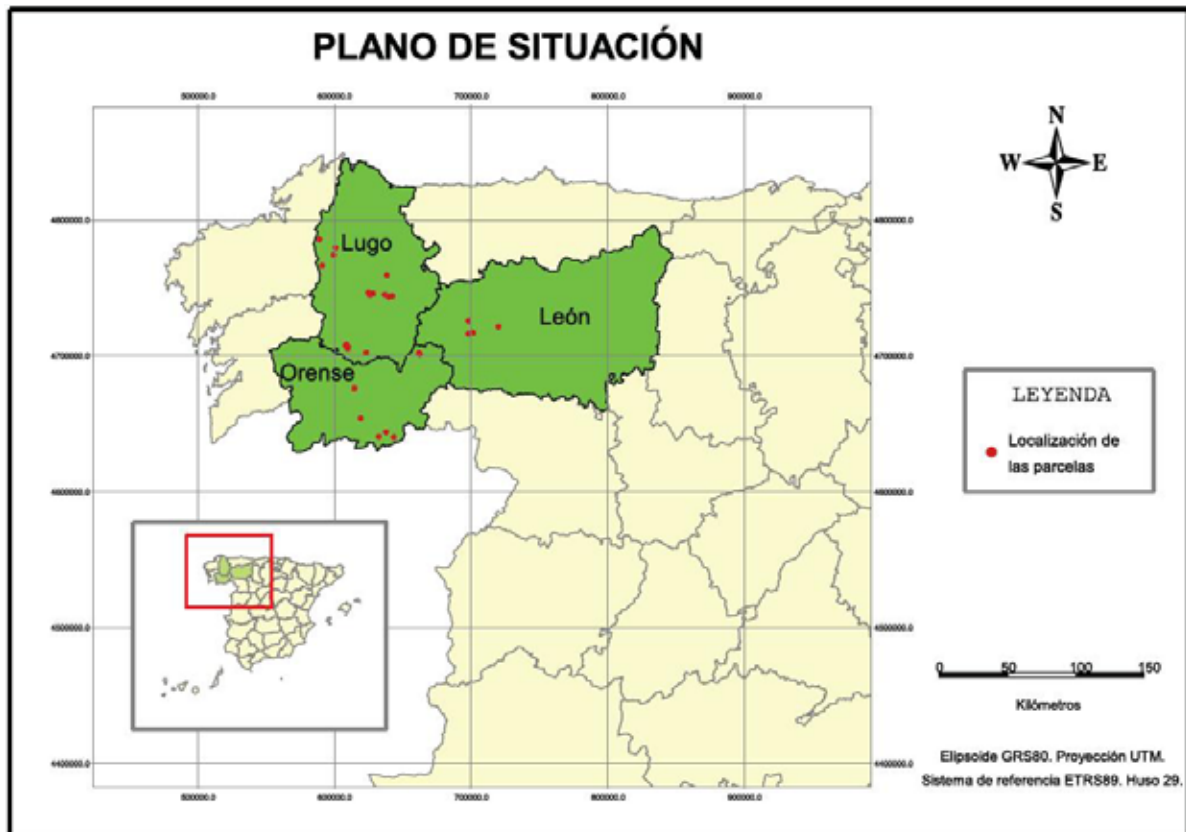 PLANO DE SITUACIÓN
500000.0 600000.0 700000.0 800000.0 900000.0
N
W E
S
4800000.0 4800000.0
Lugo
León
4700000.0 4700000.0
Orense
LEYENDA
Localización de
las parcelas
4600000.0 4600000.0
4500000.0 4500000.0
0 50 100 150
Kilómetros
Elipsoide GRS80. Proyección UTM.
4400000.0 4400000.0
Sistema de referencia ETRS89. Huso 29.
500000.0 600000.0 700000.0 800000.0 900000.0